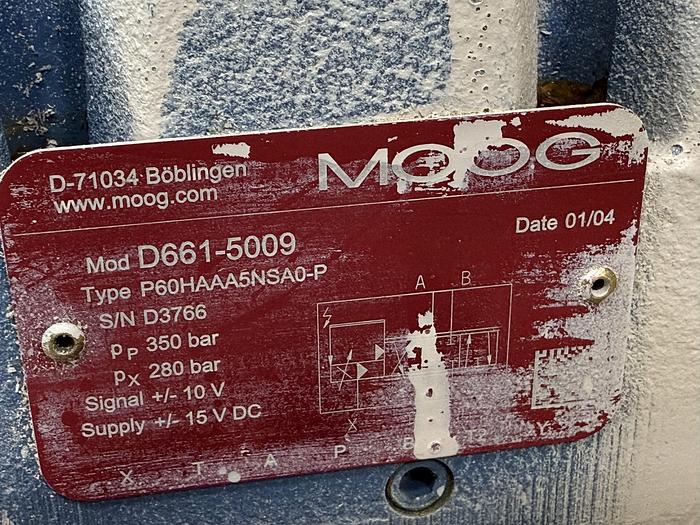 D-71034 Böblingen
www.moog.com
MOOG
Date 01/04
Mod D661-5009
Type P60HAAA5NSA0-P
S/N D3766
pP 350 bar
pX 280 bar
Signal +/- 10 V
Supply +/- 15 V DC
A B
X P T2 Y
X T A P B